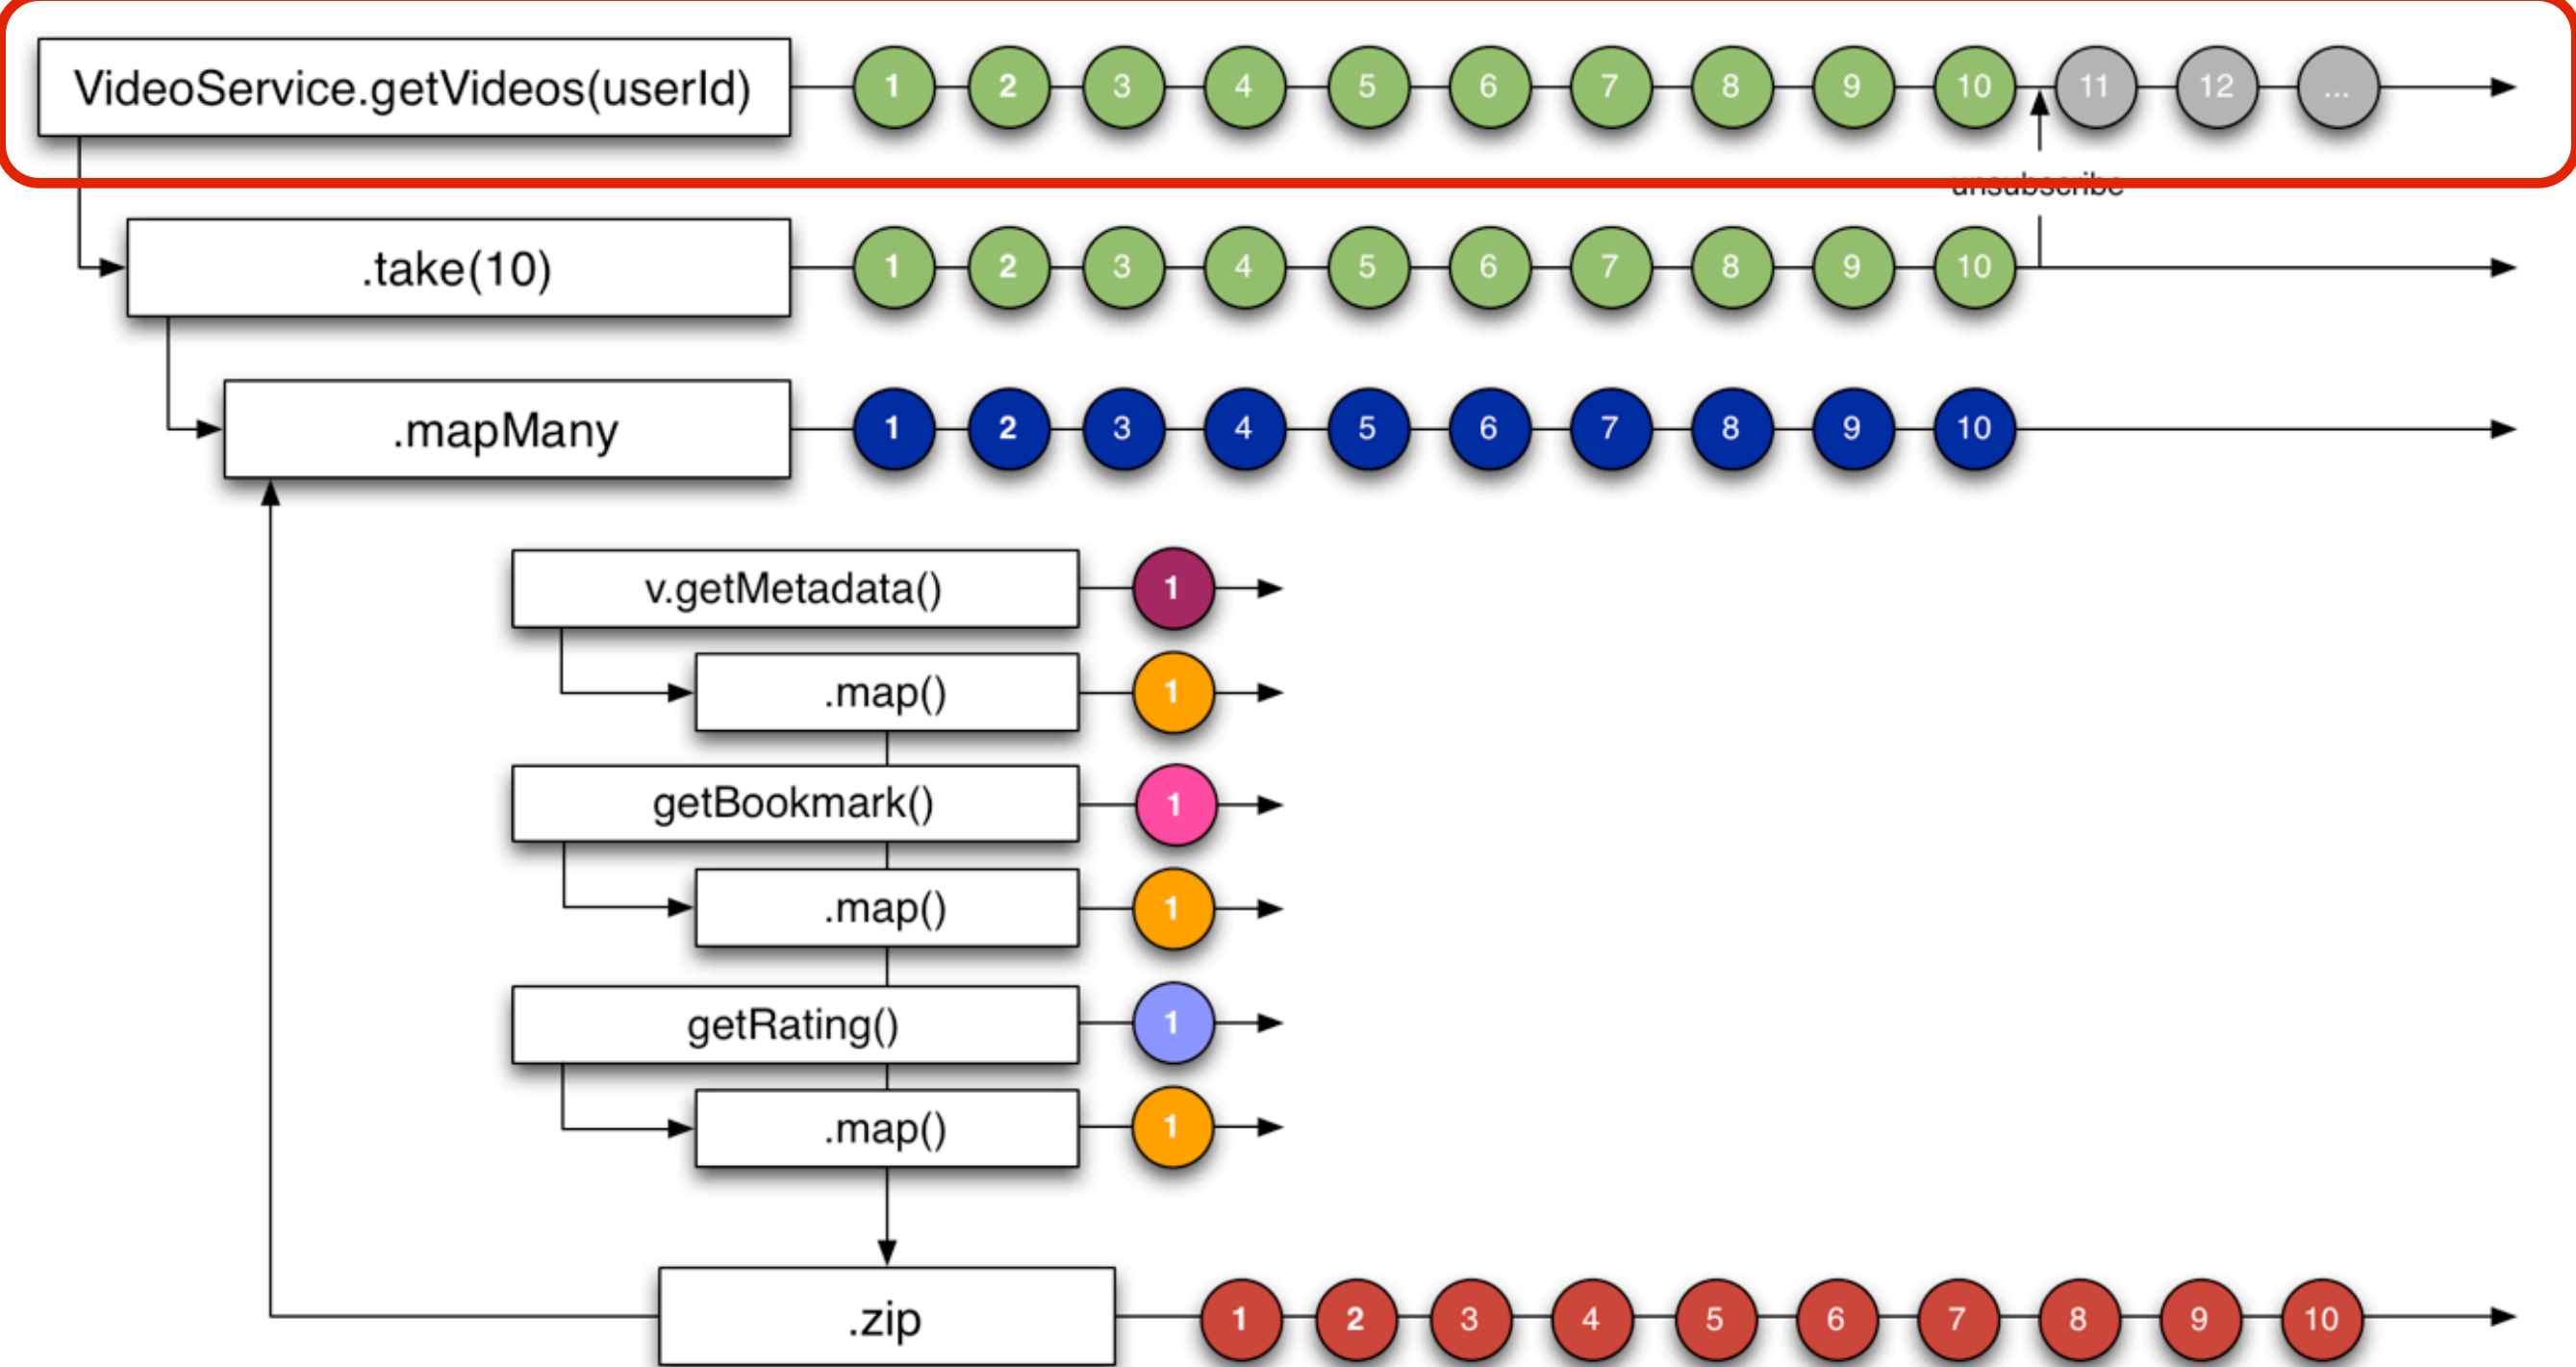 VideoService.getVideos(userId) 1 2 3 4 5 6 7 8 9 10 11 12 ...
unsubscribe
.take(10) 1 2 3 4 5 6 7 8 9 10
.mapMany 1 2 3 4 5 6 7 8 9 10
v.getMetadata() 1
.map() 1
getBookmark() 1
.map() 1
getRating() 1
.map() 1
.zip 1 2 3 4 5 6 7 8 9 10